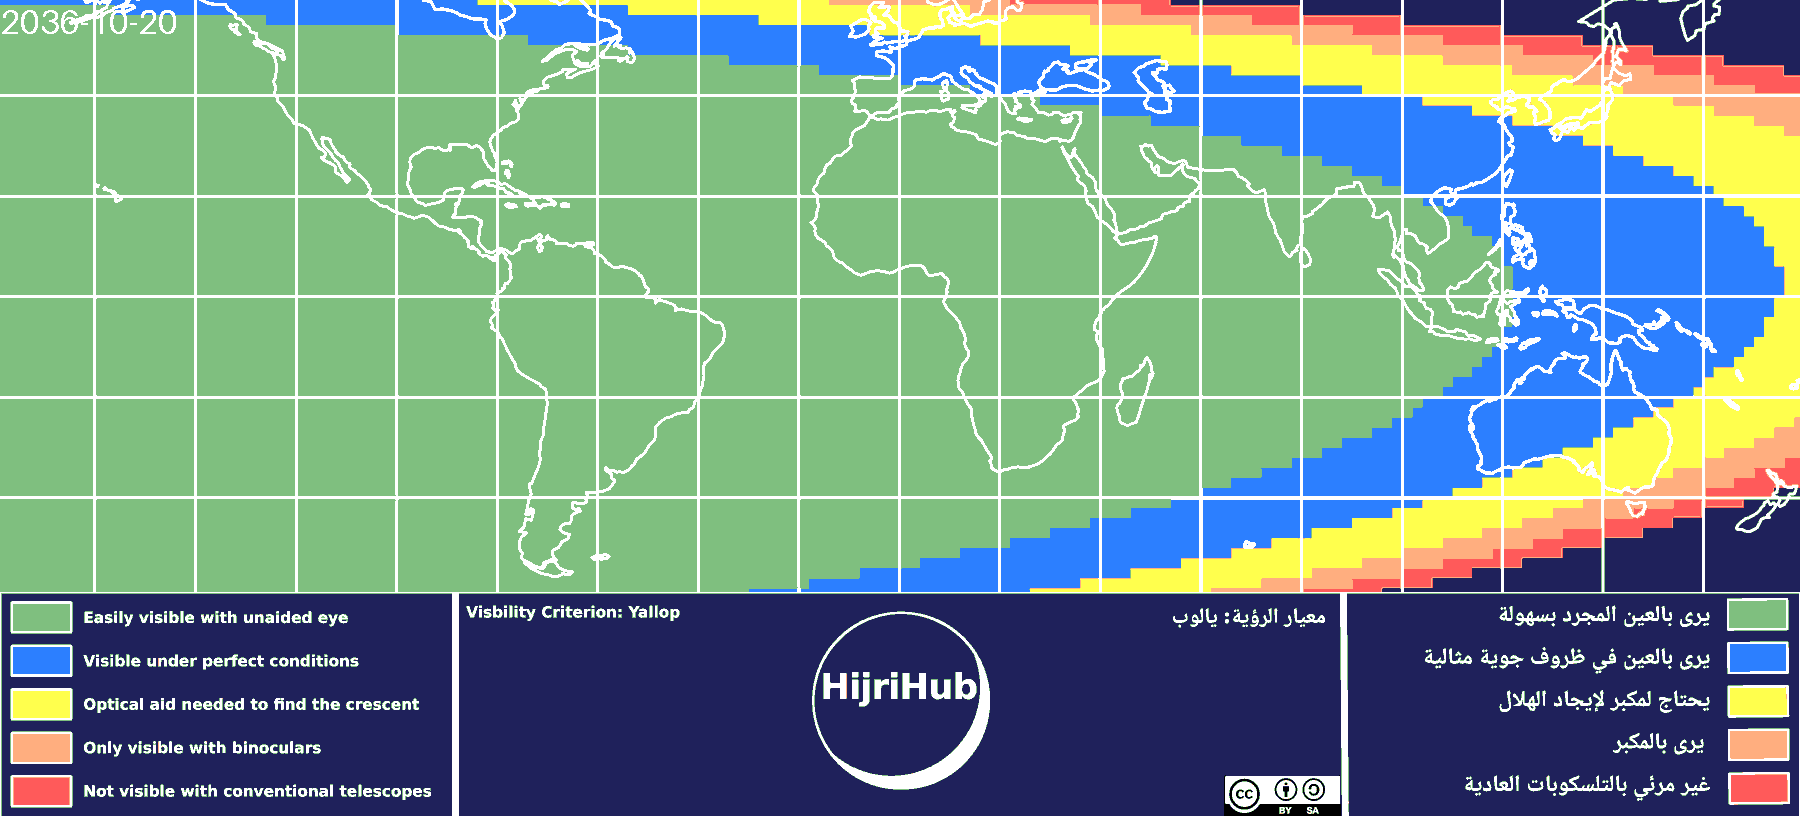 2036-10-20
Easily visible with unaided eye
Visible under perfect conditions
Optical aid needed to find the crescent
Only visible with binoculars
Not visible with conventional telescopes
Visbility Criterion: Yallop
معيار الرؤية: يالوب
HijriHub
cc
BY SA
يرى بالعين المجرد بسهولة
يرى بالعين في ظروف جوية مثالية
يحتاج لمكبر لإيجاد الهلال
يرى بالمكبر
غير مرئي بالتلسكوبات العادية